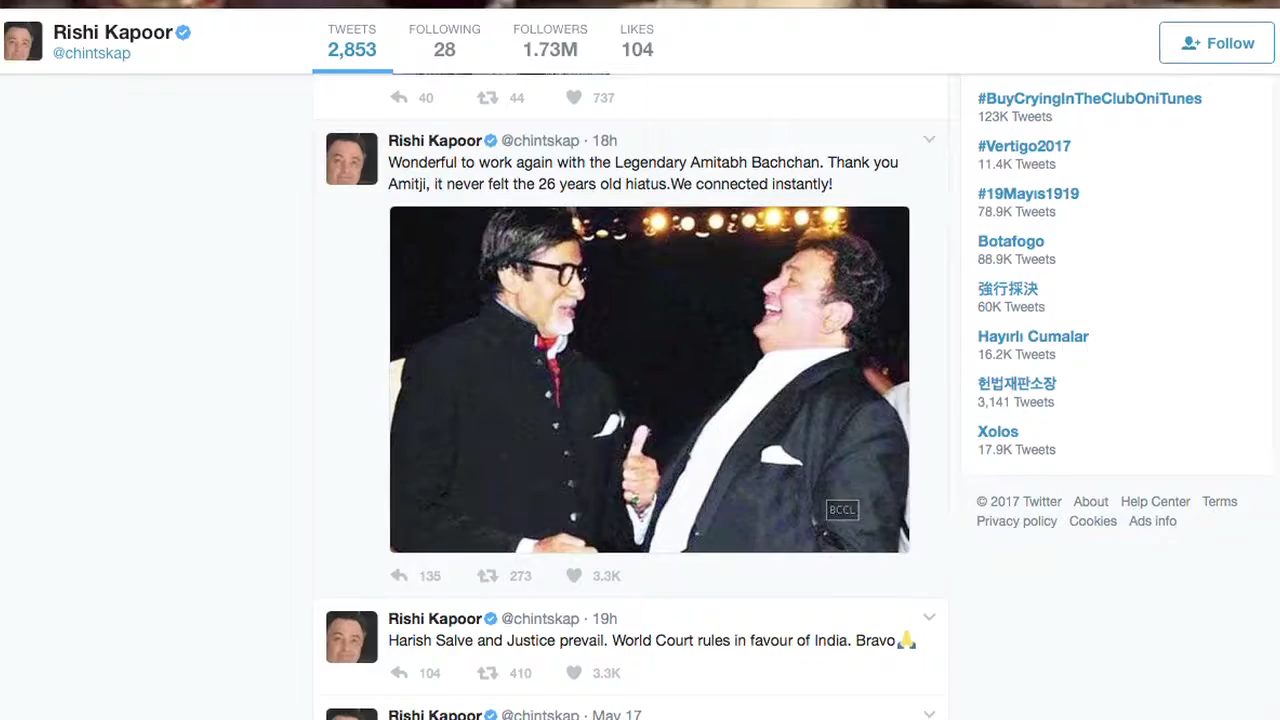 Rishi Kapoor
@chintskap
TWEETS
2,853
FOLLOWING
28
FOLLOWERS
1.73M
LIKES
104
Follow
40 44 737
Rishi Kapoor @chintskap · 18h
Wonderful to work again with the Legendary Amitabh Bachchan. Thank you
Amitji, it never felt the 26 years old hiatus.We connected instantly!
BCCL
135 273 3.3K
Rishi Kapoor @chintskap · 19h
Harish Salve and Justice prevail. World Court rules in favour of India. Bravo🙏
104 410 3.3K
Rishi Kapoor @chintskap · May 17
#BuyCryingInTheClubOniTunes
123K Tweets
#Vertigo2017
11.4K Tweets
#19Mayıs1919
78.9K Tweets
Botafogo
88.9K Tweets
強行採決
60K Tweets
Hayırlı Cumalar
16.2K Tweets
헌법재판소장
3,141 Tweets
Xolos
17.9K Tweets
© 2017 Twitter About Help Center Terms
Privacy policy Cookies Ads info